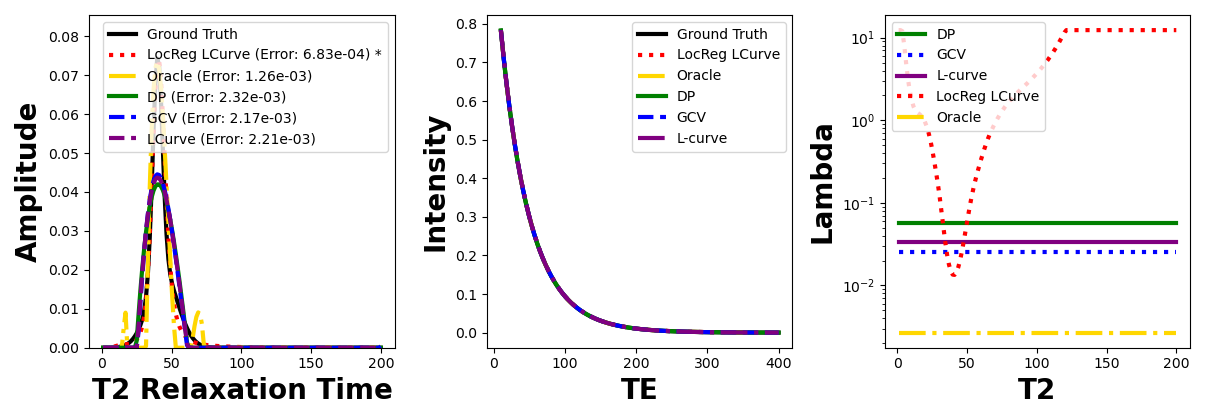 Amplitude
0.08
0.07
0.06
0.05
0.04
0.03
0.02
0.01
0.00
Ground Truth
LocReg LCurve (Error: 6.83e-04) *
Oracle (Error: 1.26e-03)
DP (Error: 2.32e-03)
GCV (Error: 2.17e-03)
LCurve (Error: 2.21e-03)
0 50 100 150 200
T2 Relaxation Time
Intensity
0.8
0.7
0.6
0.5
0.4
0.3
0.2
0.1
0.0
Ground Truth
LocReg LCurve
Oracle
DP
GCV
L-curve
0 100 200 300 400
TE
Lambda
10¹
10⁰
10⁻¹
10⁻²
DP
GCV
L-curve
LocReg LCurve
Oracle
0 50 100 150 200
T2